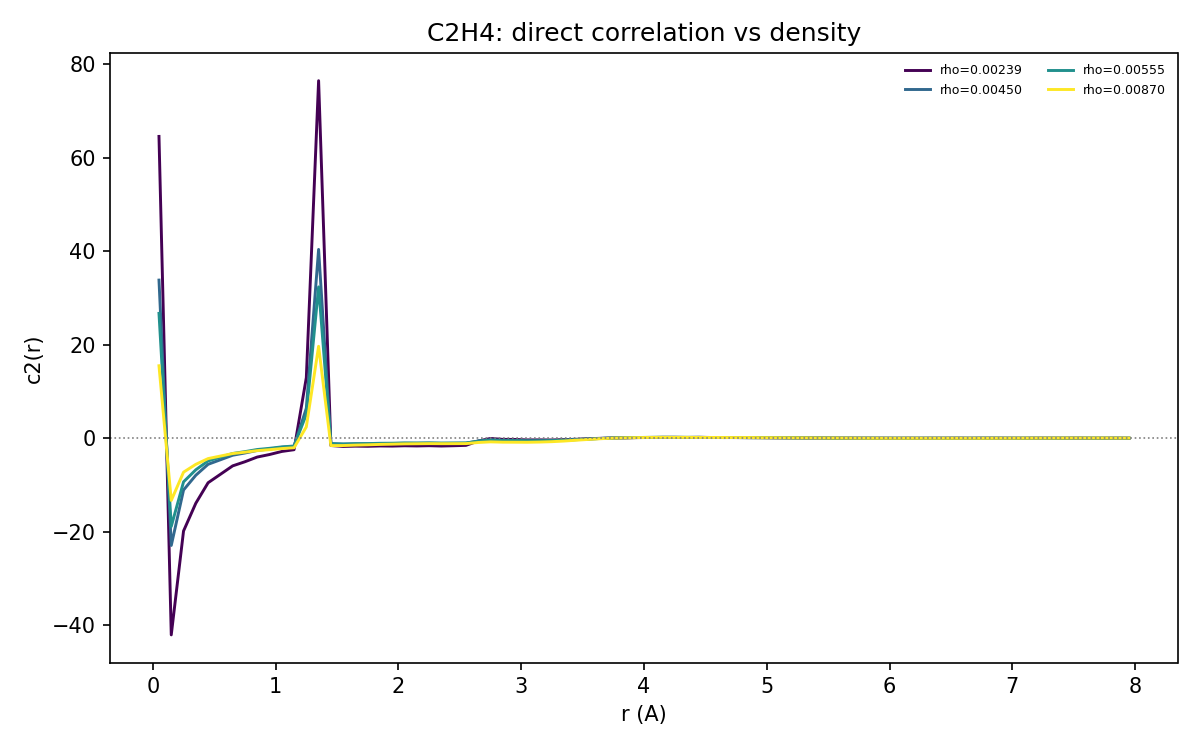 C2H4: direct correlation vs density
rho=0.00239 rho=0.00555
rho=0.00450 rho=0.00870
80
60
40
20
0
−20
−40
c2(r)
0 1 2 3 4 5 6 7 8
r (A)